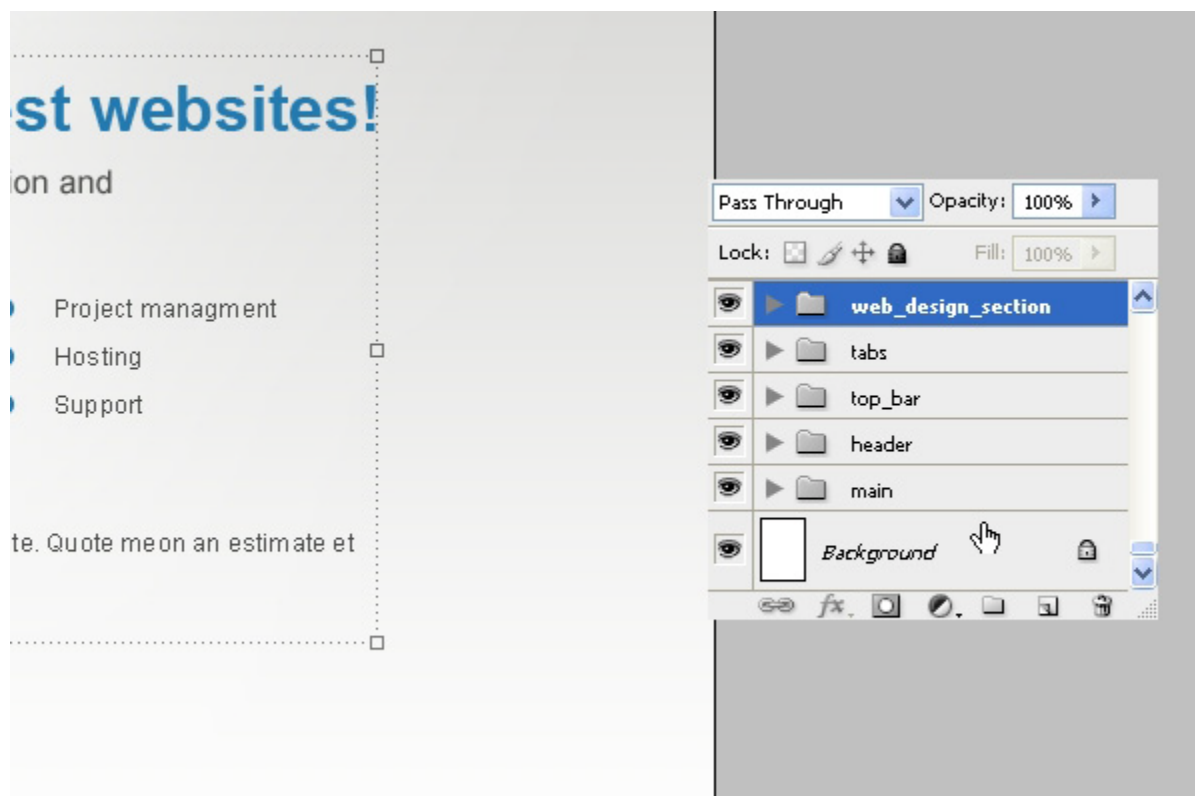 st websites!
ion and
Project managment
Hosting
Support
te. Quote meon an estimate et
Pass Through Opacity: 100%
Lock: Fill: 100%
web_design_section
tabs
top_bar
header
main
Background
fx.